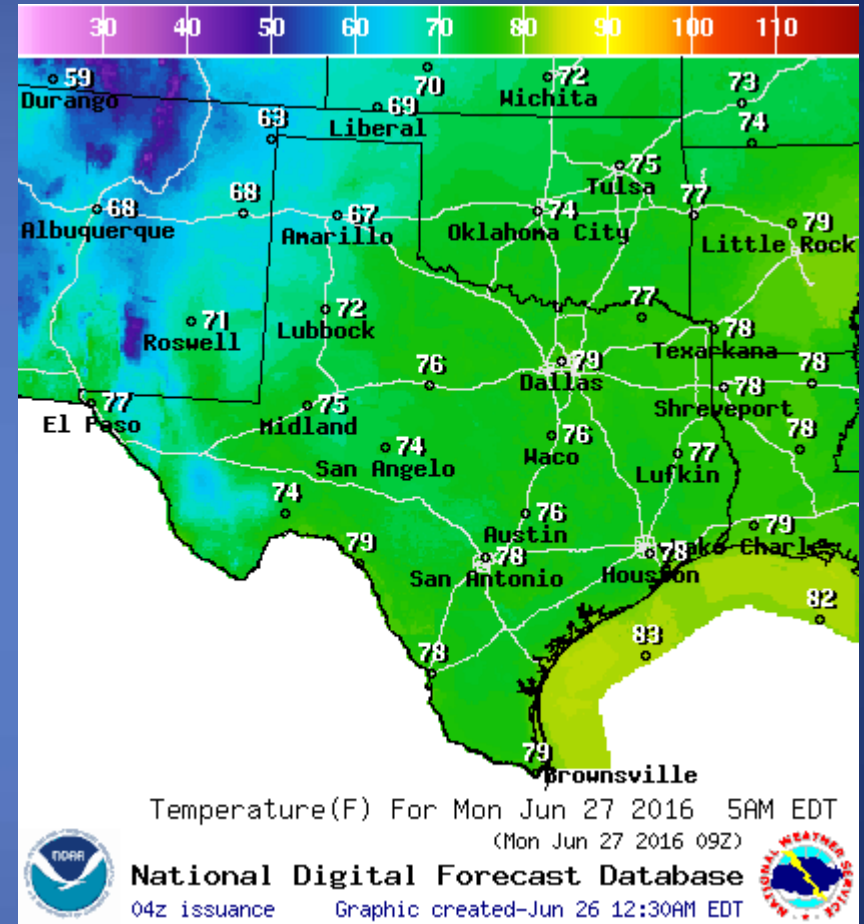 30 40 50 60 70 80 90 100 110
59
Durango
70
72
Wichita
69
Liberal
73
63
74
75
Tulsa
68
Albuquerque
68
67
Amarillo
74
Oklahoma City
77
79
Little Rock
71
Roswell
72
Lubbock
77
78
Texarkana
76
79
Dallas
78
Shreveport
78
77
El Paso
75
Midland
74
San Angelo
76
Waco
77
Lufkin
78
74
76
Austin
79
Lake Charles
79
78
San Antonio
78
Houston
82
83
78
79
Brownsville
Temperature(F) For Mon Jun 27 2016 5AM EDT
(Mon Jun 27 2016 09Z)
National Digital Forecast Database
04z issuance Graphic created-Jun 26 12:30AM EDT
NOAA
NATIONAL WEATHER SERVICE